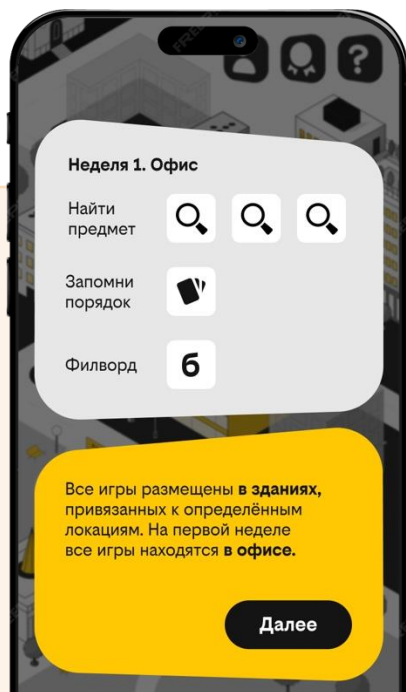 ?
Неделя 1. Офис
Найти
предмет
Запомни
порядок
Филворд б
Все игры размещены в зданиях,
привязанных к определённым
локациям. На первой неделе
все игры находятся в офисе.
Далее